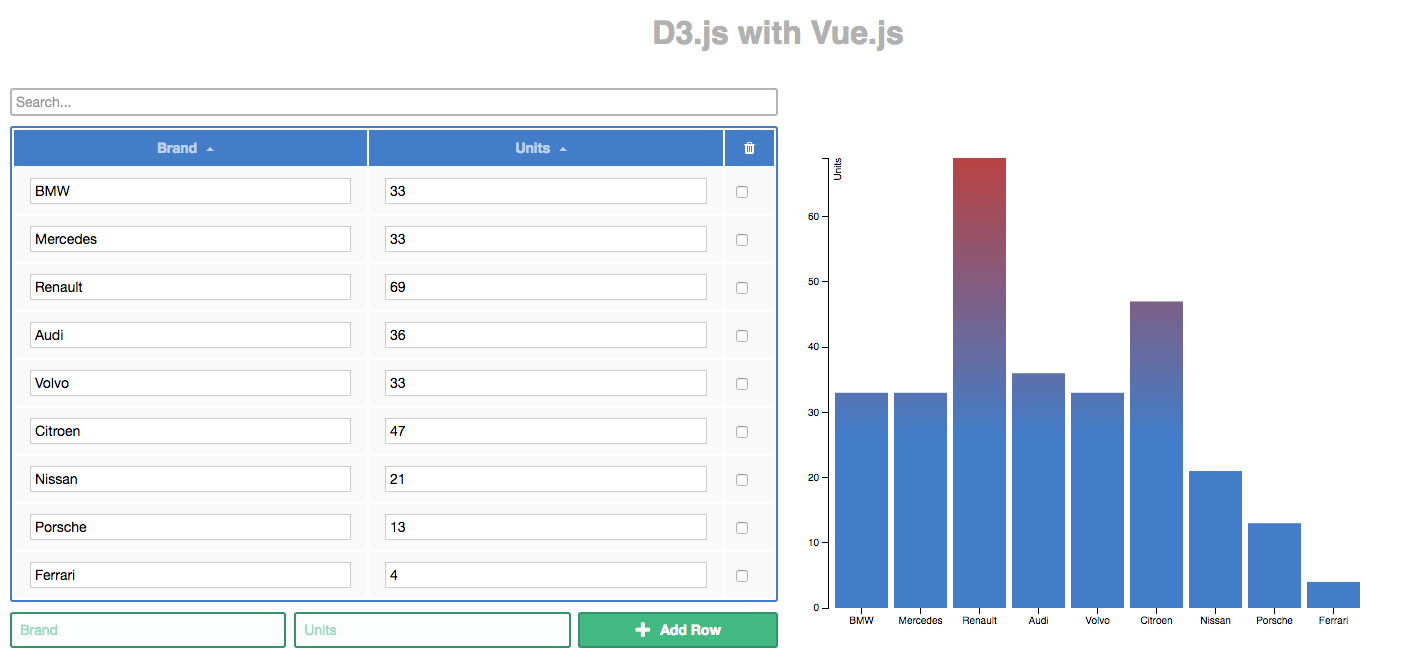 D3.js with Vue.js
Search...
Brand Units
BMW 33
Mercedes 33
Renault 69
Audi 36
Volvo 33
Citroen 47
Nissan 21
Porsche 13
Ferrari 4
Brand Units Add Row
Units
60
50
40
30
20
10
0
BMW Mercedes Renault Audi Volvo Citroen Nissan Porsche Ferrari